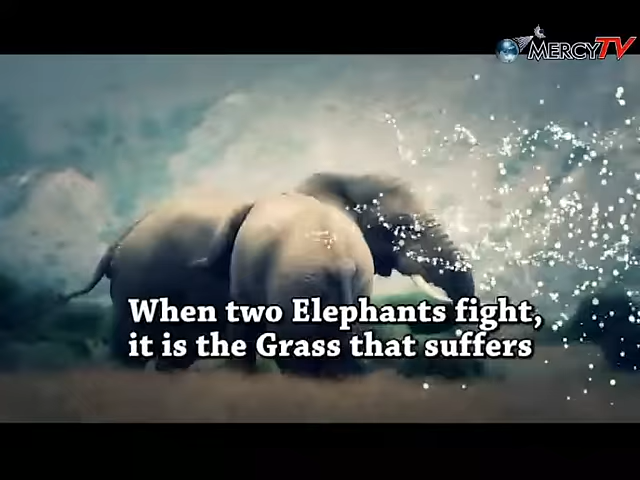 MERCYTV
When two Elephants fight,
it is the Grass that suffers